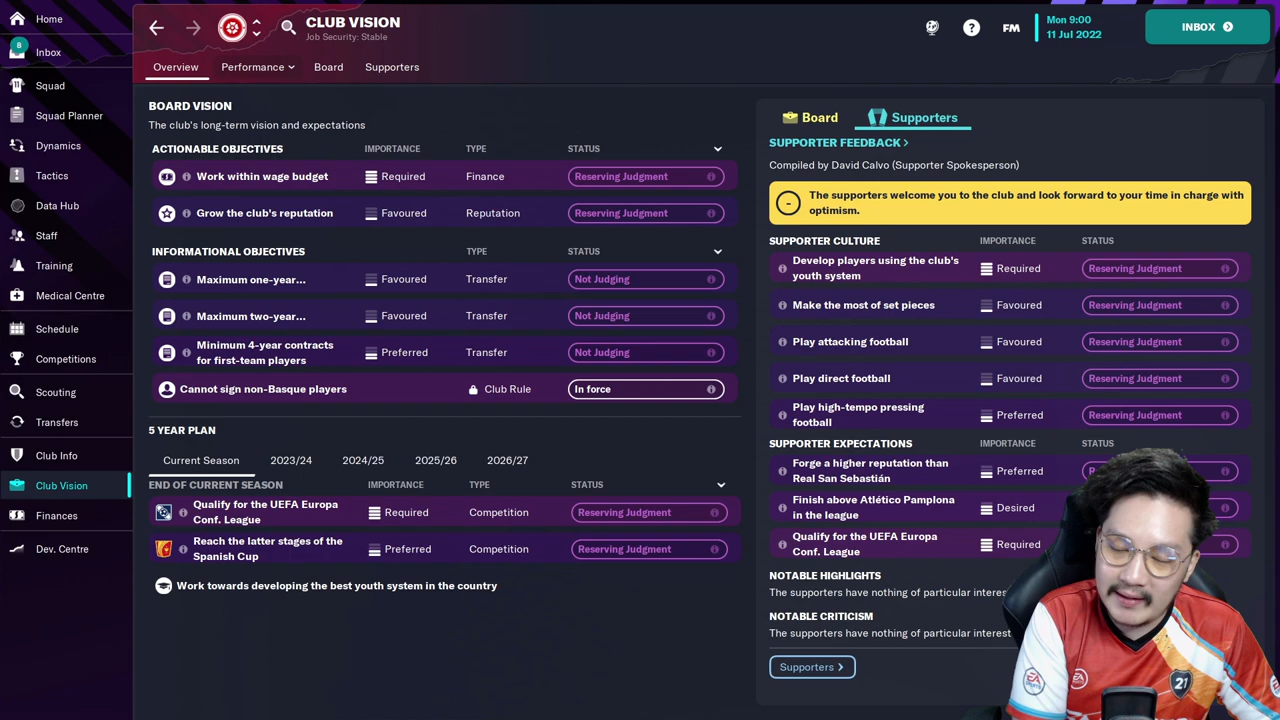 Home
8
Inbox
11
Squad
Squad Planner
Dynamics
Tactics
Data Hub
Staff
Training
Medical Centre
Schedule
Competitions
Scouting
Transfers
Club Info
Club Vision
Finances
Dev. Centre
CLUB VISION
Job Security: Stable
?
FM
Mon 9:00
11 Jul 2022
INBOX
Overview
Performance
Board
Supporters
BOARD VISION
The club's long-term vision and expectations
ACTIONABLE OBJECTIVES IMPORTANCE TYPE STATUS
Work within wage budget Required Finance Reserving Judgment
Grow the club's reputation Favoured Reputation Reserving Judgment
INFORMATIONAL OBJECTIVES TYPE STATUS
Maximum one-year... Favoured Transfer Not Judging
Maximum two-year... Favoured Transfer Not Judging
Minimum 4-year contracts
for first-team players Preferred Transfer Not Judging
Cannot sign non-Basque players Club Rule In force
5 YEAR PLAN
Current Season 2023/24 2024/25 2025/26 2026/27
END OF CURRENT SEASON IMPORTANCE TYPE STATUS
Qualify for the UEFA Europa
Conf. League Required Competition Reserving Judgment
Reach the latter stages of the
Spanish Cup Preferred Competition Reserving Judgment
Work towards developing the best youth system in the country
Board Supporters
SUPPORTER FEEDBACK >
Compiled by David Calvo (Supporter Spokesperson)
- The supporters welcome you to the club and look forward to your time in charge with
optimism.
SUPPORTER CULTURE IMPORTANCE STATUS
Develop players using the club's
youth system Required Reserving Judgment
Make the most of set pieces Favoured Reserving Judgment
Play attacking football Favoured Reserving Judgment
Play direct football Favoured Reserving Judgment
Play high-tempo pressing
football Preferred Reserving Judgment
SUPPORTER EXPECTATIONS IMPORTANCE STATUS
Forge a higher reputation than
Real San Sebastián Preferred
Finish above Atlético Pamplona
in the league Desired
Qualify for the UEFA Europa
Conf. League Required
NOTABLE HIGHLIGHTS
The supporters have nothing of particular interes
NOTABLE CRITICISM
The supporters have nothing of particular interest
Supporters >
EA
SPORTS
EA
SPORTS
21